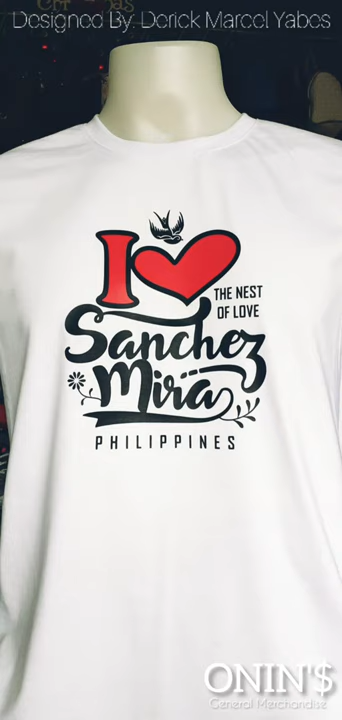 Designed By: Derick Marcel Yabes
I
THE NEST
OF LOVE
Sanchez
Mira
PHILIPPINES
ONIN'$
General Merchandise